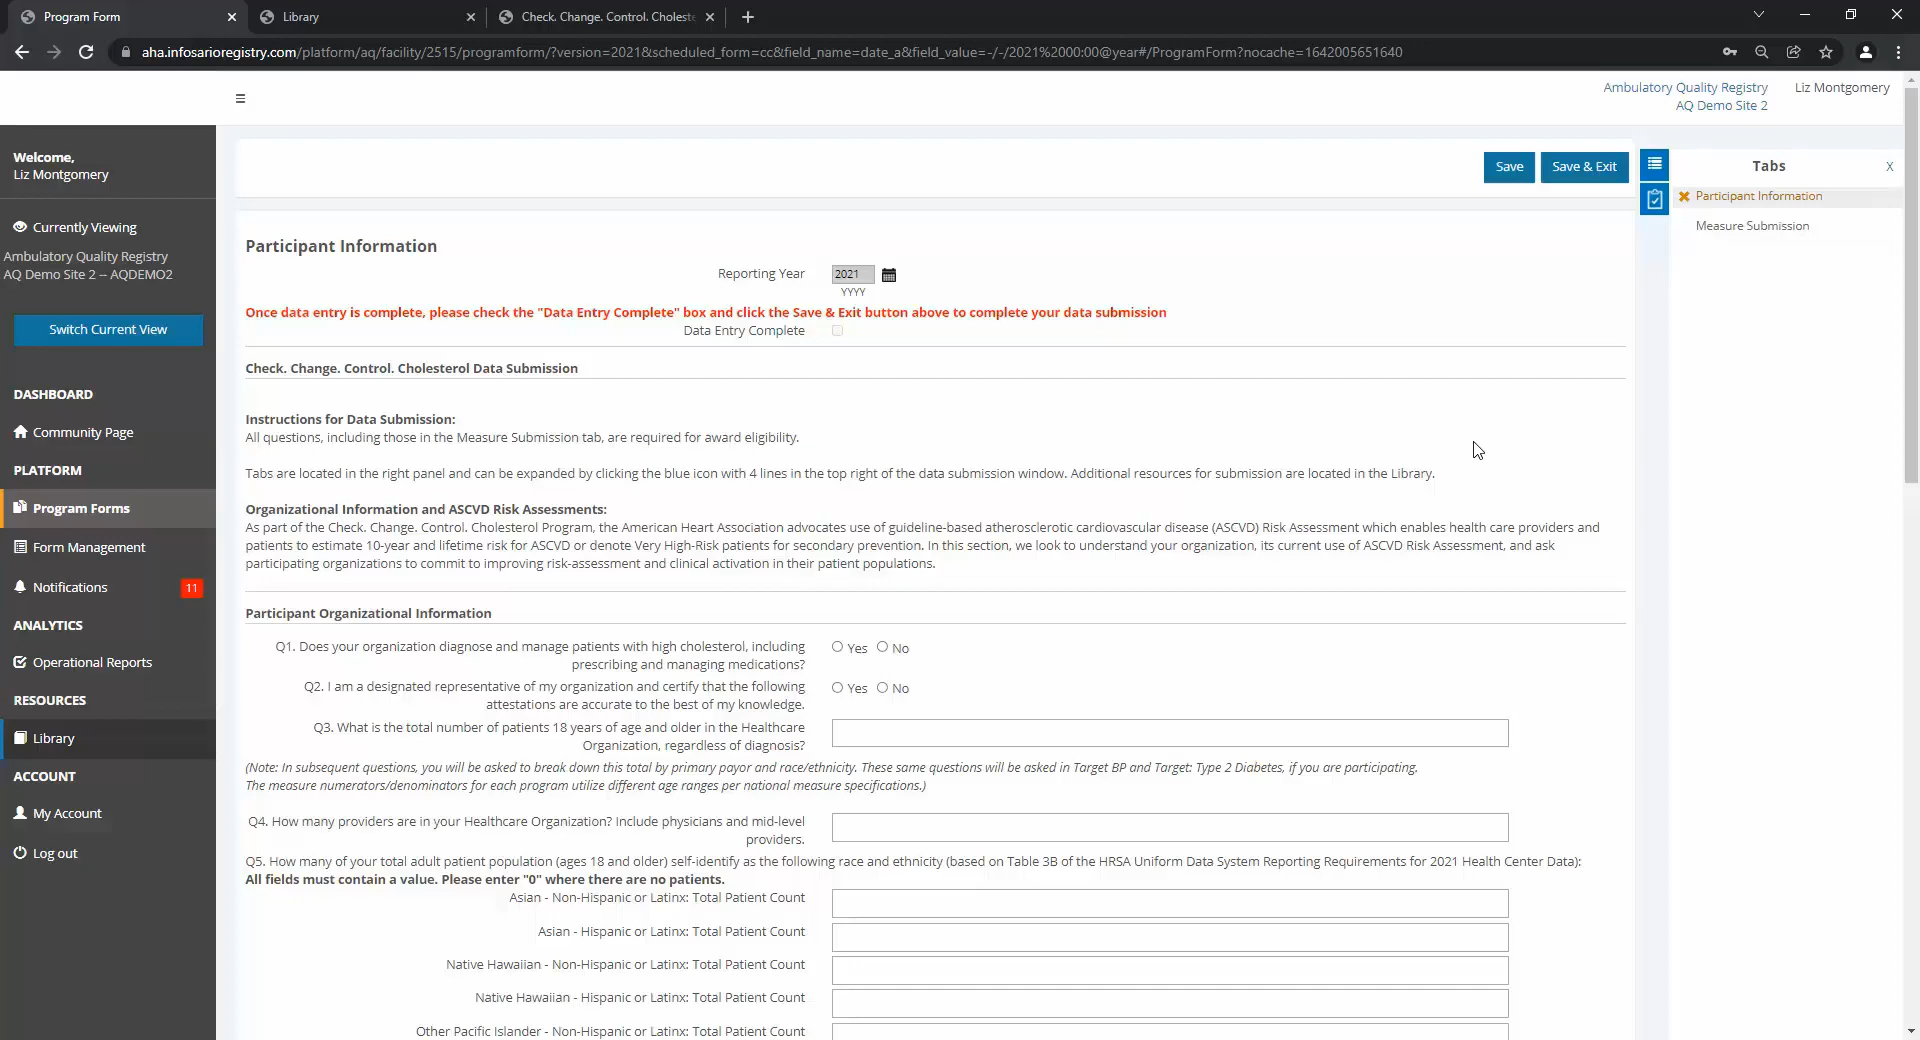 Program Form
Library
Check. Change. Control. Cholest
aha.infosarioregistry.com/platform/aq/facility/2515/programform/?version=2021&scheduled_form=cc&field_name=date_a&field_value=-/-/2021%2000:00@year#/ProgramForm?nocache=1642005651640
Ambulatory Quality Registry
AQ Demo Site 2
Liz Montgomery
Welcome,
Liz Montgomery
Currently Viewing
Ambulatory Quality Registry
AQ Demo Site 2 -- AQDEMO2
Switch Current View
DASHBOARD
Community Page
PLATFORM
Program Forms
Form Management
Notifications
11
ANALYTICS
Operational Reports
RESOURCES
Library
ACCOUNT
My Account
Log out
Save
Save & Exit
Tabs
X
Participant Information
Measure Submission
Participant Information
Reporting Year
2021
YYYY
Once data entry is complete, please check the "Data Entry Complete" box and click the Save & Exit button above to complete your data submission
Data Entry Complete
Check. Change. Control. Cholesterol Data Submission
Instructions for Data Submission:
All questions, including those in the Measure Submission tab, are required for award eligibility.
Tabs are located in the right panel and can be expanded by clicking the blue icon with 4 lines in the top right of the data submission window. Additional resources for submission are located in the Library.
Organizational Information and ASCVD Risk Assessments:
As part of the Check. Change. Control. Cholesterol Program, the American Heart Association advocates use of guideline-based atherosclerotic cardiovascular disease (ASCVD) Risk Assessment which enables health care providers and
patients to estimate 10-year and lifetime risk for ASCVD or denote Very High-Risk patients for secondary prevention. In this section, we look to understand your organization, its current use of ASCVD Risk Assessment, and ask
participating organizations to commit to improving risk-assessment and clinical activation in their patient populations.
Participant Organizational Information
Q1. Does your organization diagnose and manage patients with high cholesterol, including
prescribing and managing medications?
Yes No
Q2. I am a designated representative of my organization and certify that the following
attestations are accurate to the best of my knowledge.
Yes No
Q3. What is the total number of patients 18 years of age and older in the Healthcare
Organization, regardless of diagnosis?
(Note: In subsequent questions, you will be asked to break down this total by primary payor and race/ethnicity. These same questions will be asked in Target BP and Target: Type 2 Diabetes, if you are participating.
The measure numerators/denominators for each program utilize different age ranges per national measure specifications.)
Q4. How many providers are in your Healthcare Organization? Include physicians and mid-level
providers.
Q5. How many of your total adult patient population (ages 18 and older) self-identify as the following race and ethnicity (based on Table 3B of the HRSA Uniform Data System Reporting Requirements for 2021 Health Center Data):
All fields must contain a value. Please enter "0" where there are no patients.
Asian - Non-Hispanic or Latinx: Total Patient Count
Asian - Hispanic or Latinx: Total Patient Count
Native Hawaiian - Non-Hispanic or Latinx: Total Patient Count
Native Hawaiian - Hispanic or Latinx: Total Patient Count
Other Pacific Islander - Non-Hispanic or Latinx: Total Patient Count